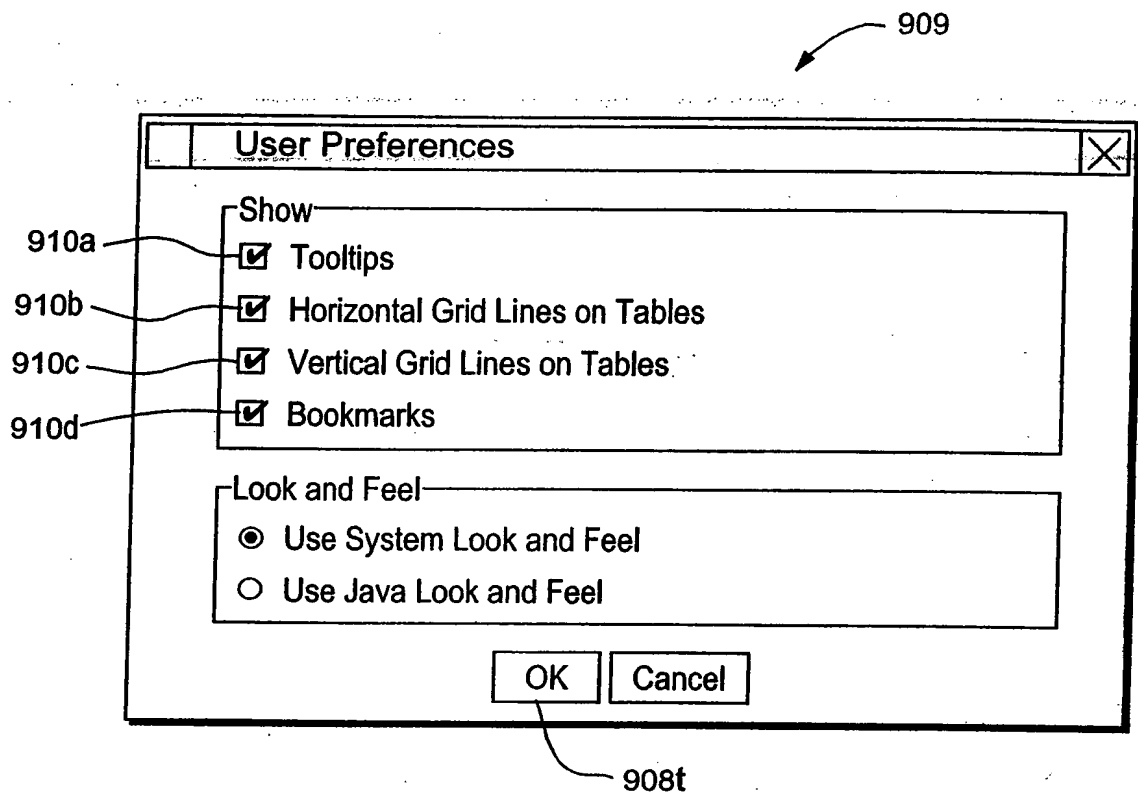 909
User Preferences
Show
910a
Tooltips
910b
Horizontal Grid Lines on Tables
910c
Vertical Grid Lines on Tables
910d
Bookmarks
Look and Feel
Use System Look and Feel
Use Java Look and Feel
OK
Cancel
908t